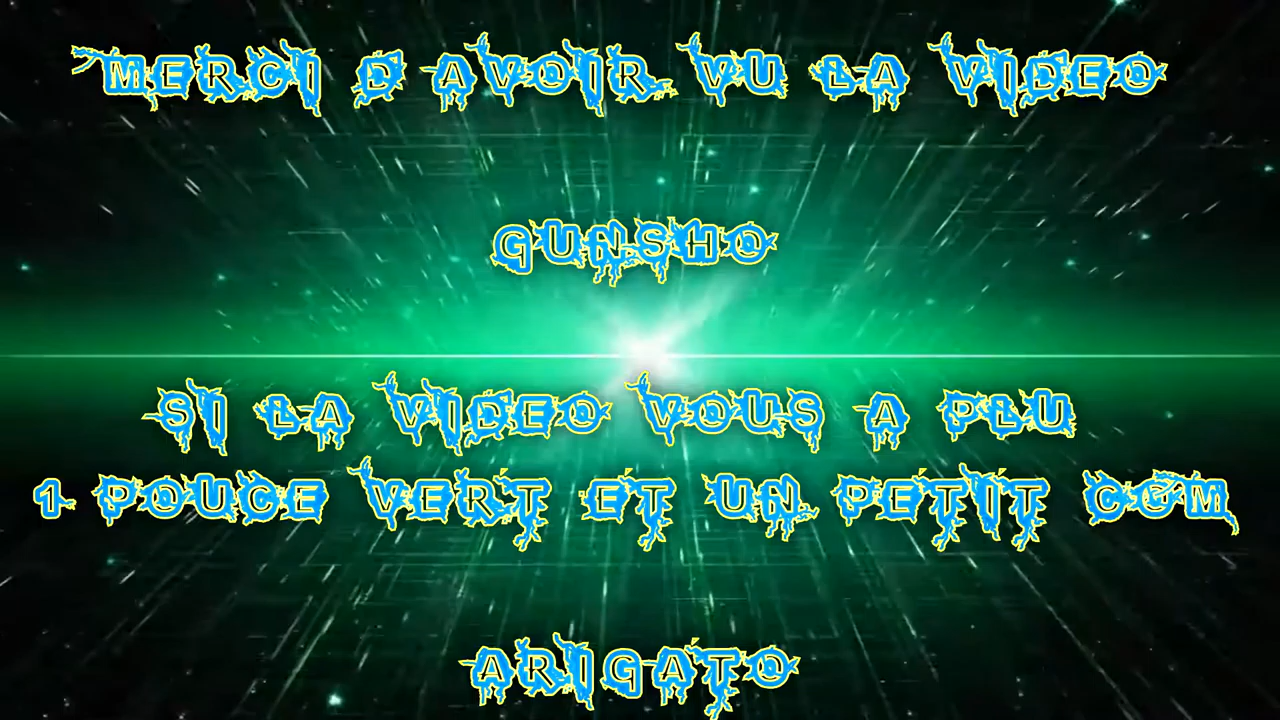 MERCI D AVOIR VU LA VIDEO
GUNSHO
SI LA VIDEO VOUS A PLU
1 POUCE VERT ET UN PETIT COM
ARIGATO